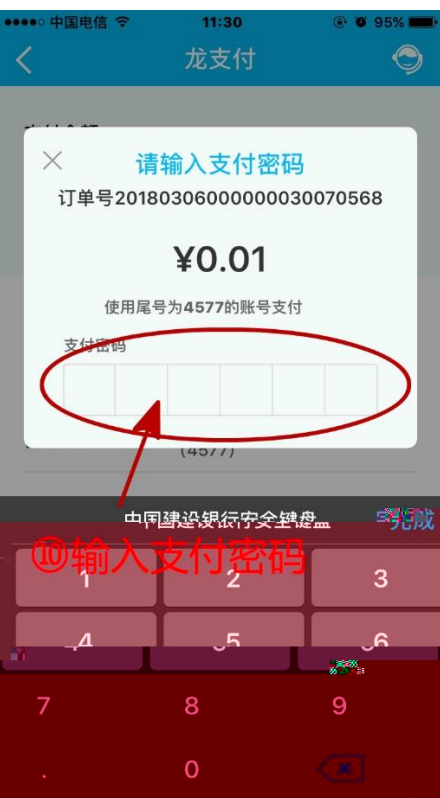 中国电信 11:30 95%
龙支付
请输入支付密码
订单号20180306000000030070568
¥0.01
使用尾号为4577的账号支付
支付密码
(4577)
中国建设银行安全键盘 完成
⑩输入支付密码
1 2 3
4 5 6
7 8 9
. 0